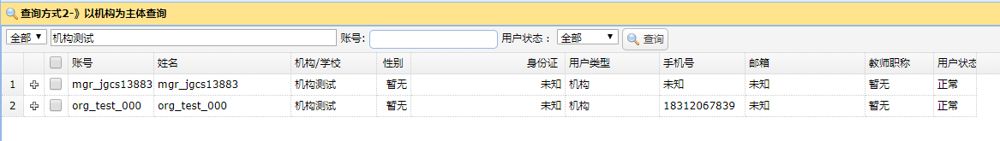 查询方式2-》以机构为主体查询
全部 机构测试 账号: 用户状态： 全部 查询
账号 姓名 机构/学校 性别 身份证 用户类型 手机号 邮箱 教师职称 用户状态
1 mgr_jgcs13883 mgr_jgcs13883 机构测试 暂无 未知 机构 未知 未知 暂无 正常
2 org_test_000 org_test_000 机构测试 暂无 未知 机构 18312067839 未知 暂无 正常